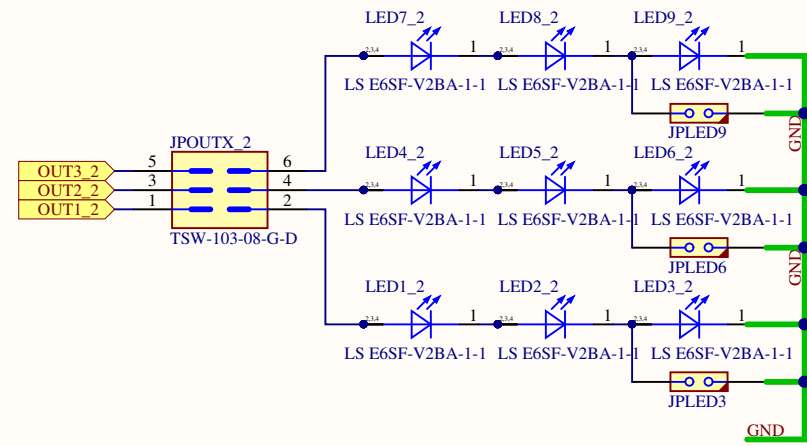 LED7_2 LED8_2 LED9_2
2,3,4 1 2,3,4 1 2,3,4 1
LS E6SF-V2BA-1-1 LS E6SF-V2BA-1-1 LS E6SF-V2BA-1-1
JPLED9
GND
JPOUTX_2
OUT3_2 5 6
OUT2_2 3 4
OUT1_2 1 2
TSW-103-08-G-D
LED4_2 LED5_2 LED6_2
2,3,4 1 2,3,4 1 2,3,4 1
LS E6SF-V2BA-1-1 LS E6SF-V2BA-1-1 LS E6SF-V2BA-1-1
JPLED6
GND
LED1_2 LED2_2 LED3_2
2,3,4 1 2,3,4 1 2,3,4 1
LS E6SF-V2BA-1-1 LS E6SF-V2BA-1-1 LS E6SF-V2BA-1-1
JPLED3
GND